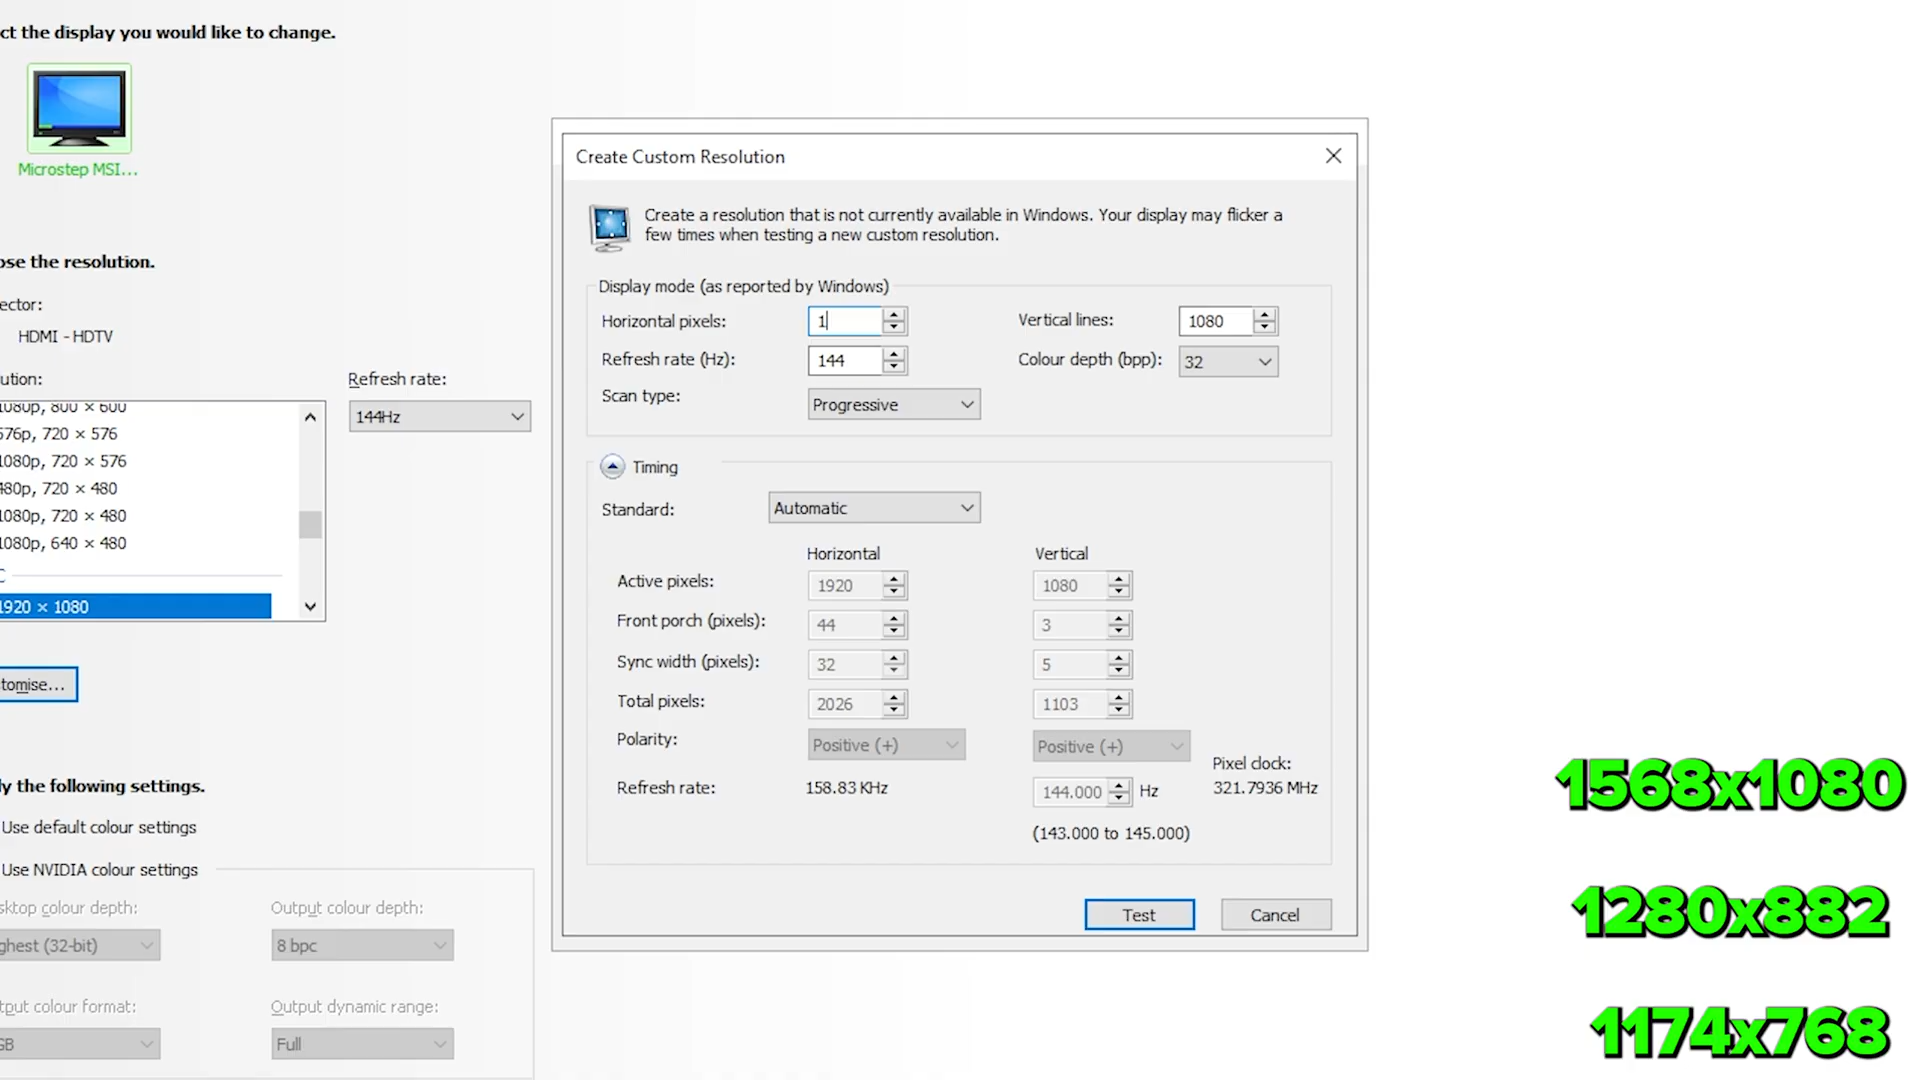 ct the display you would like to change.
Microstep MSI...
ose the resolution.
ector:
HDMI - HDTV
ution:
Refresh rate:
144Hz
1080p, 800 × 600
576p, 720 × 576
1080p, 720 × 576
480p, 720 × 480
1080p, 720 × 480
1080p, 640 × 480
C
1920 × 1080
tomise...
ly the following settings.
Use default colour settings
Use NVIDIA colour settings
sktop colour depth:
Output colour depth:
ghest (32-bit)
8 bpc
tput colour format:
Output dynamic range:
GB
Full
Create Custom Resolution
Create a resolution that is not currently available in Windows. Your display may flicker a
few times when testing a new custom resolution.
Display mode (as reported by Windows)
Horizontal pixels:
1
Vertical lines:
1080
Refresh rate (Hz):
144
Colour depth (bpp):
32
Scan type:
Progressive
Timing
Standard:
Automatic
Horizontal
Vertical
Active pixels:
1920
1080
Front porch (pixels):
44
3
Sync width (pixels):
32
5
Total pixels:
2026
1103
Polarity:
Positive (+)
Positive (+)
Refresh rate:
158.83 KHz
144.000
Hz
Pixel clock:
321.7936 MHz
(143.000 to 145.000)
Test
Cancel
1568x1080
1280x882
1174x768